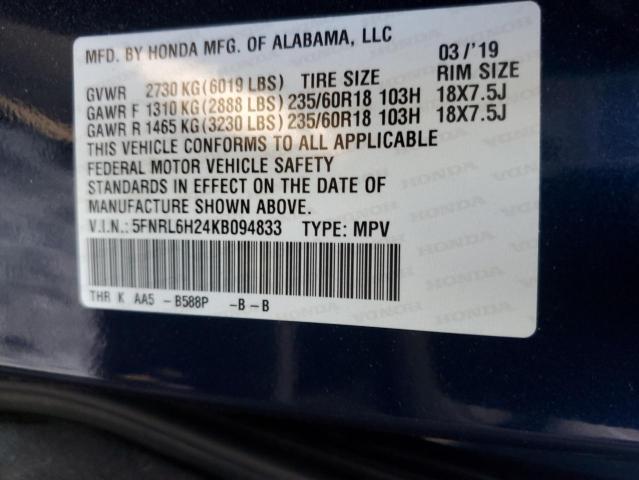 MFD. BY HONDA MFG. OF ALABAMA, LLC 03 /'19
GVWR 2730 KG(6019 LBS) TIRE SIZE RIM SIZE
GAWR F 1310 KG(2888 LBS)235/60R18 103H 18X7.5J
GAWR R 1465 KG(3230 LBS)235/60R18 103H 18X7.5J
THIS VEHICLE CONFORMS TO ALL APPLICABLE
FEDERAL MOTOR VEHICLE SAFETY
STANDARDS IN EFFECT ON THE DATE OF
MANUFACTURE SHOWN ABOVE.
V.I.N.: 5FNRL6H24KB094833 TYPE: MPV
THR K AA5 -B588P -B-B